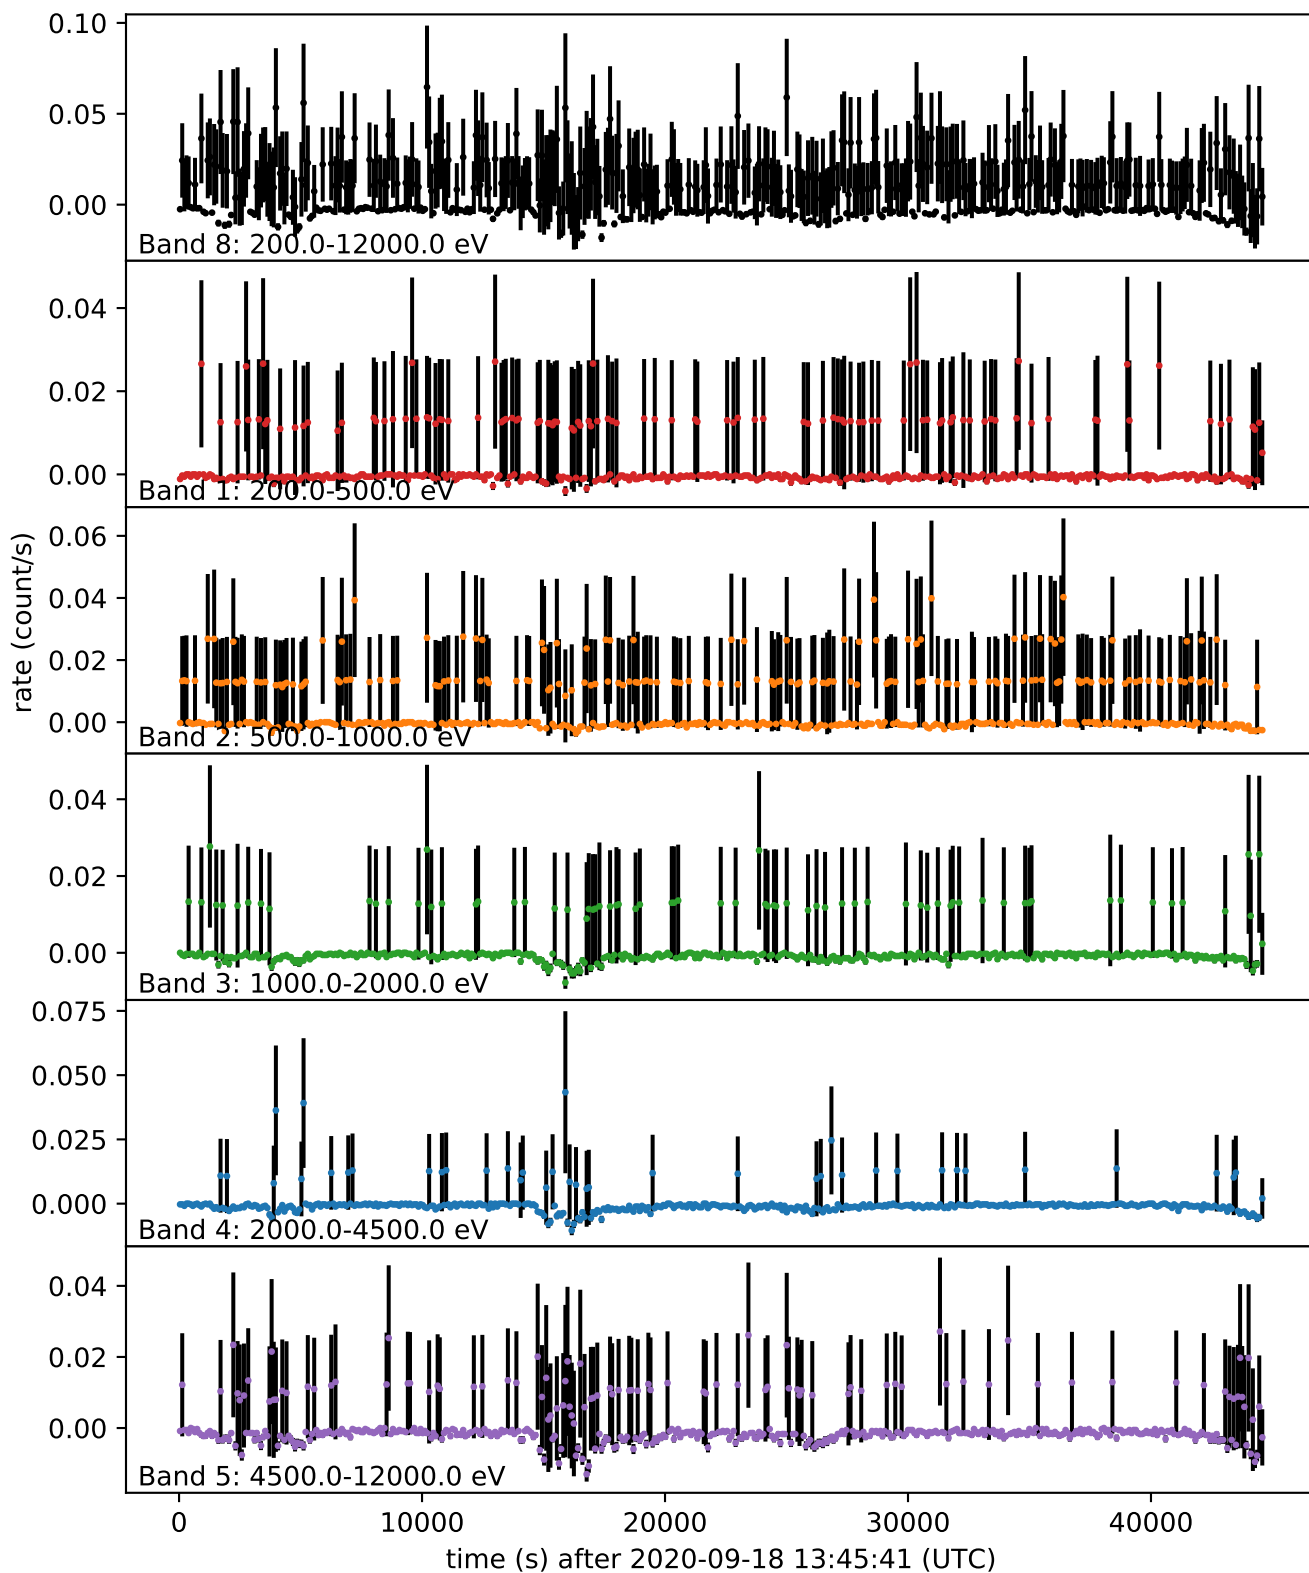 0.10
0.05
0.00
Band 8: 200.0-12000.0 eV
0.04
0.02
0.00
Band 1: 200.0-500.0 eV
rate (count/s)
0.06
0.04
0.02
0.00
Band 2: 500.0-1000.0 eV
0.04
0.02
0.00
Band 3: 1000.0-2000.0 eV
0.075
0.050
0.025
0.000
Band 4: 2000.0-4500.0 eV
0.04
0.02
0.00
Band 5: 4500.0-12000.0 eV
0 10000 20000 30000 40000
time (s) after 2020-09-18 13:45:41 (UTC)